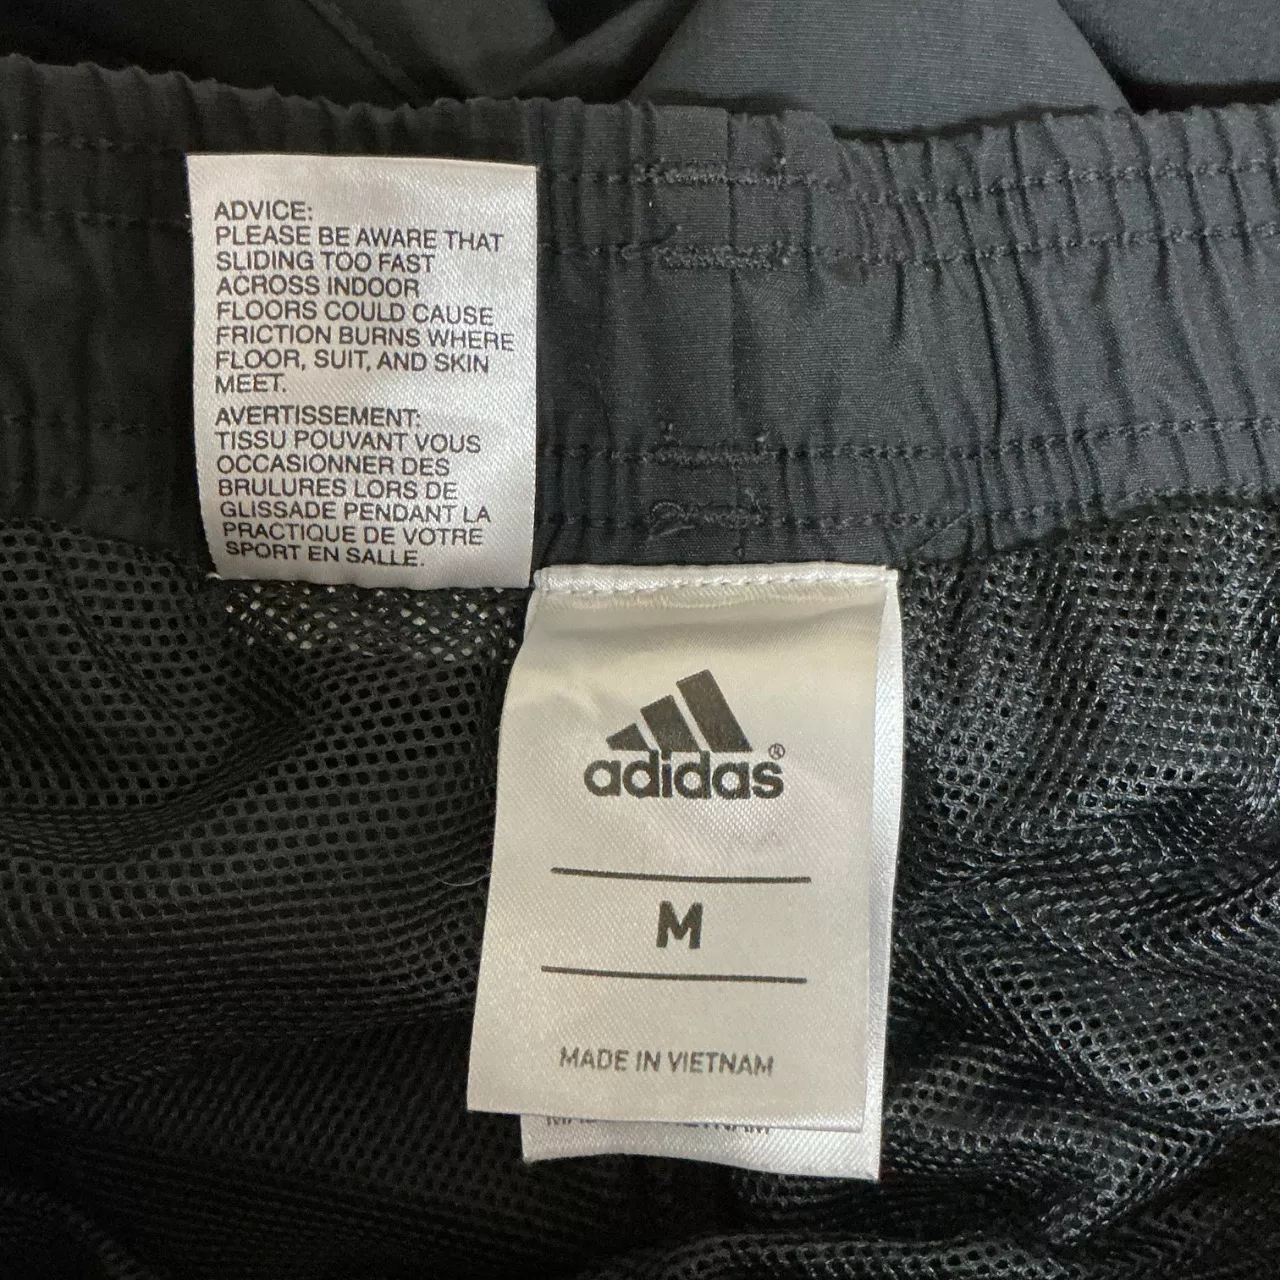 ADVICE:
PLEASE BE AWARE THAT
SLIDING TOO FAST
ACROSS INDOOR
FLOORS COULD CAUSE
FRICTION BURNS WHERE
FLOOR, SUIT, AND SKIN
MEET.
AVERTISSEMENT:
TISSU POUVANT VOUS
OCCASIONNER DES
BRULURES LORS DE
GLISSADE PENDANT LA
PRACTIQUE DE VOTRE
SPORT EN SALLE.
adidas®
M
MADE IN VIETNAM